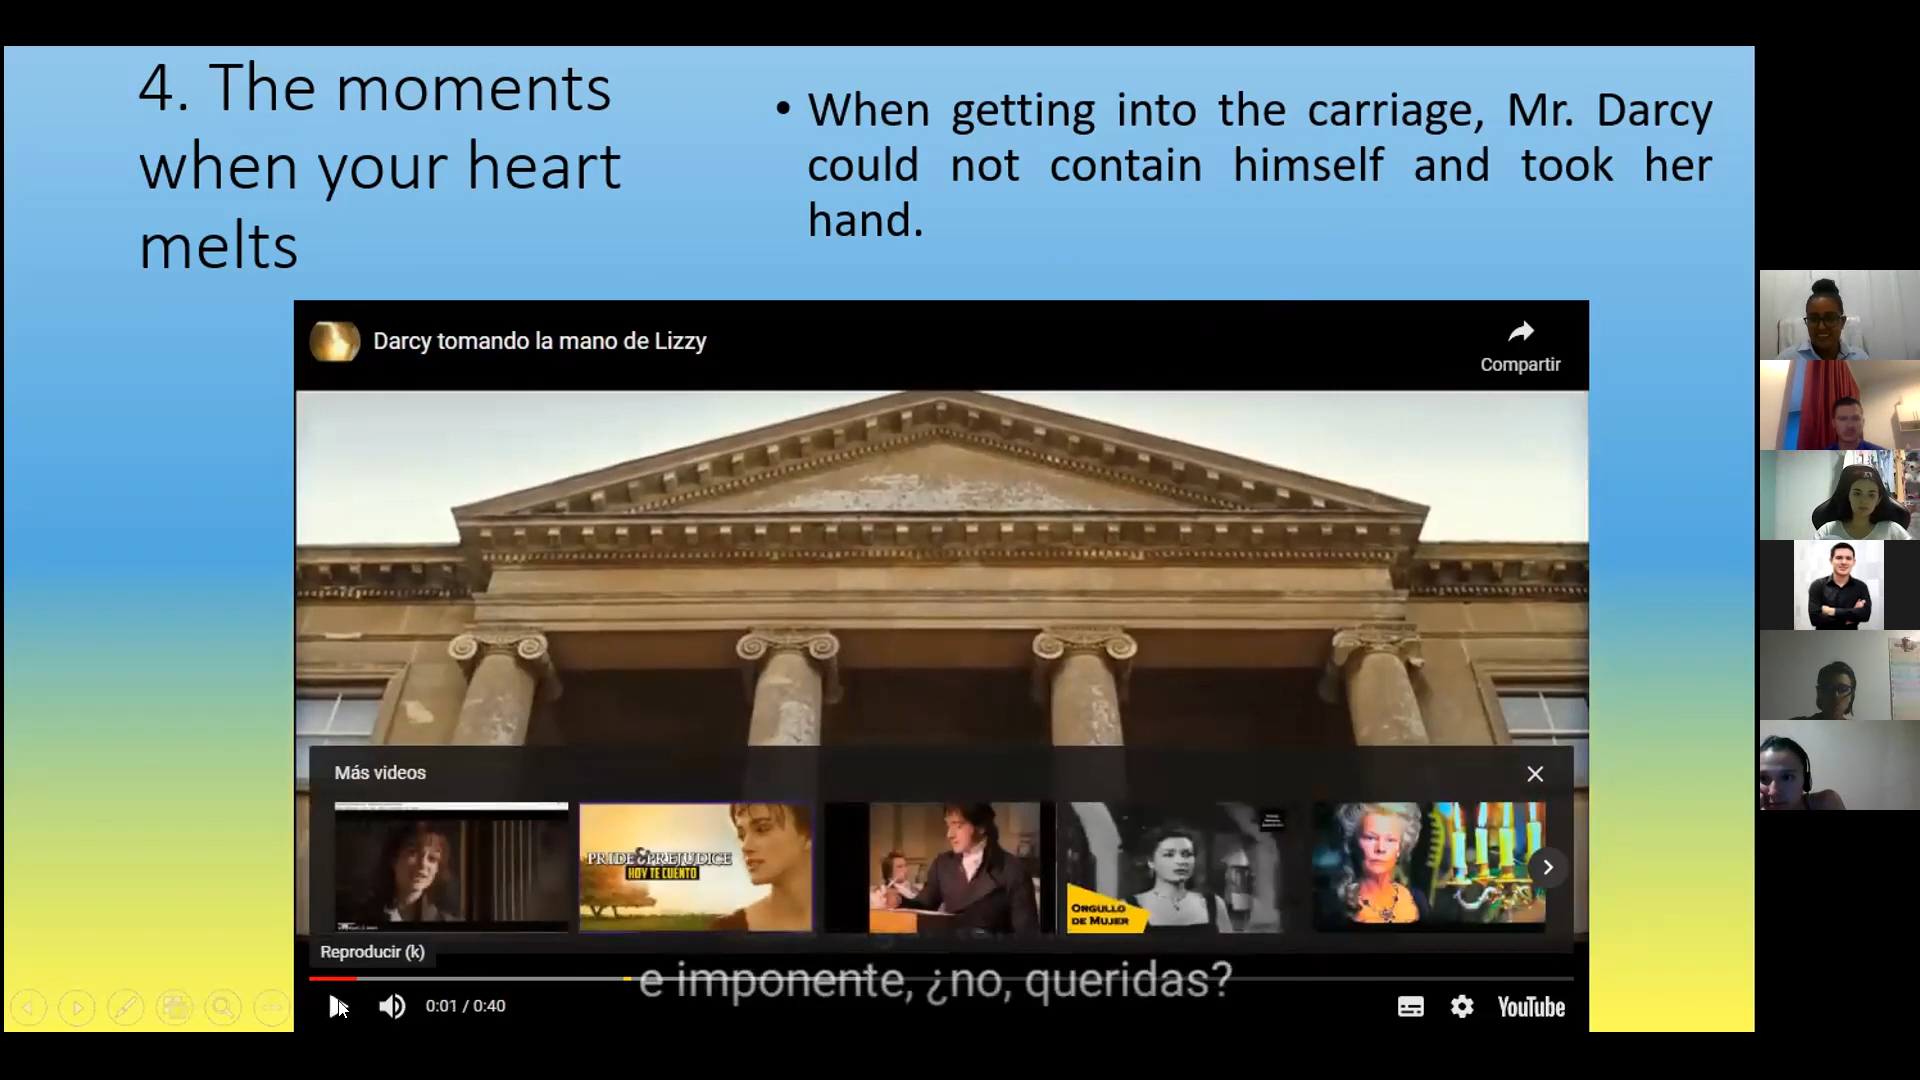 4. The moments
when your heart
melts
• When getting into the carriage, Mr. Darcy
could not contain himself and took her
hand.
Darcy tomando la mano de Lizzy
Compartir
Más videos
PRIDE & PREJUDICE
HOY TE CUENTO
ORGULLO
DE MUJER
Reproducir (k)
e imponente, ¿no, queridas?
0:01 / 0:40
YouTube